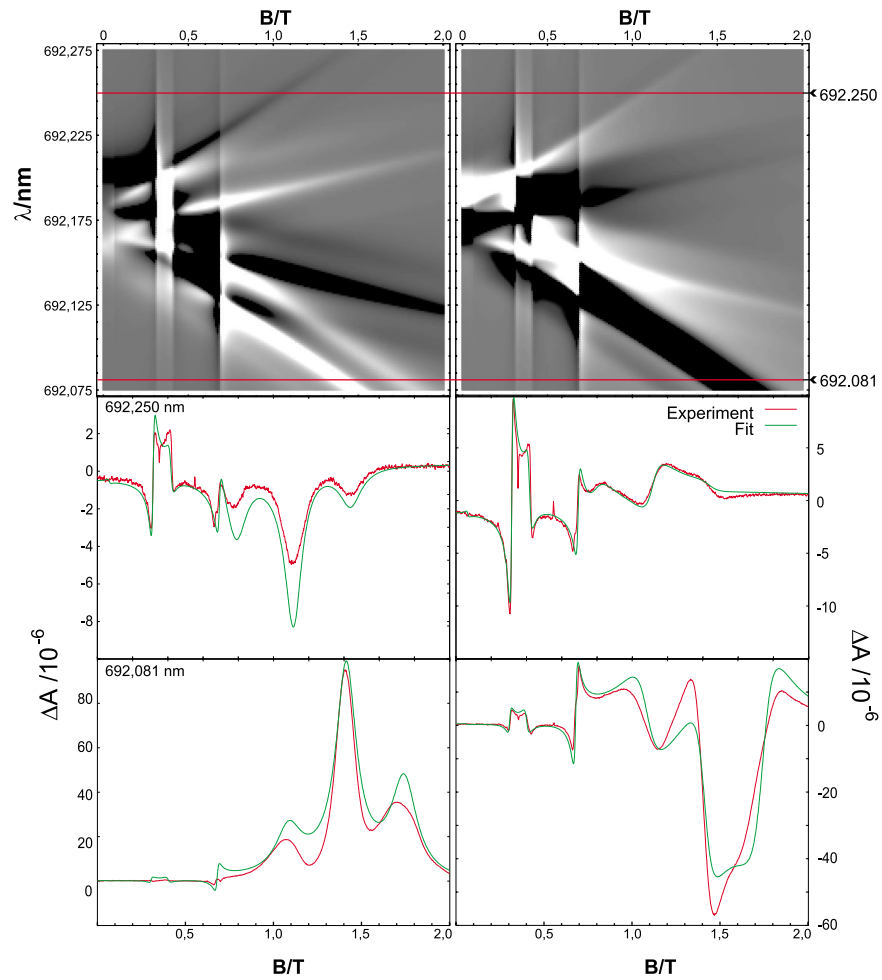 B/T B/T
0 0,5 1,0 1,5 2,0 0 0,5 1,0 1,5 2,0
692,275
692.250
692,225
λ/nm
692,175
692,125
692.081
692,075
692,250 nm
Experiment
Fit
2
0
-2
-4
-6
-8
5
0
-5
-10
ΔA /10⁻⁶
ΔA /10⁻⁶
692,081 nm
80
60
40
20
0
0
-20
-40
-60
0,5 1,0 1,5 2,0 0,5 1,0 1,5 2,0
B/T B/T